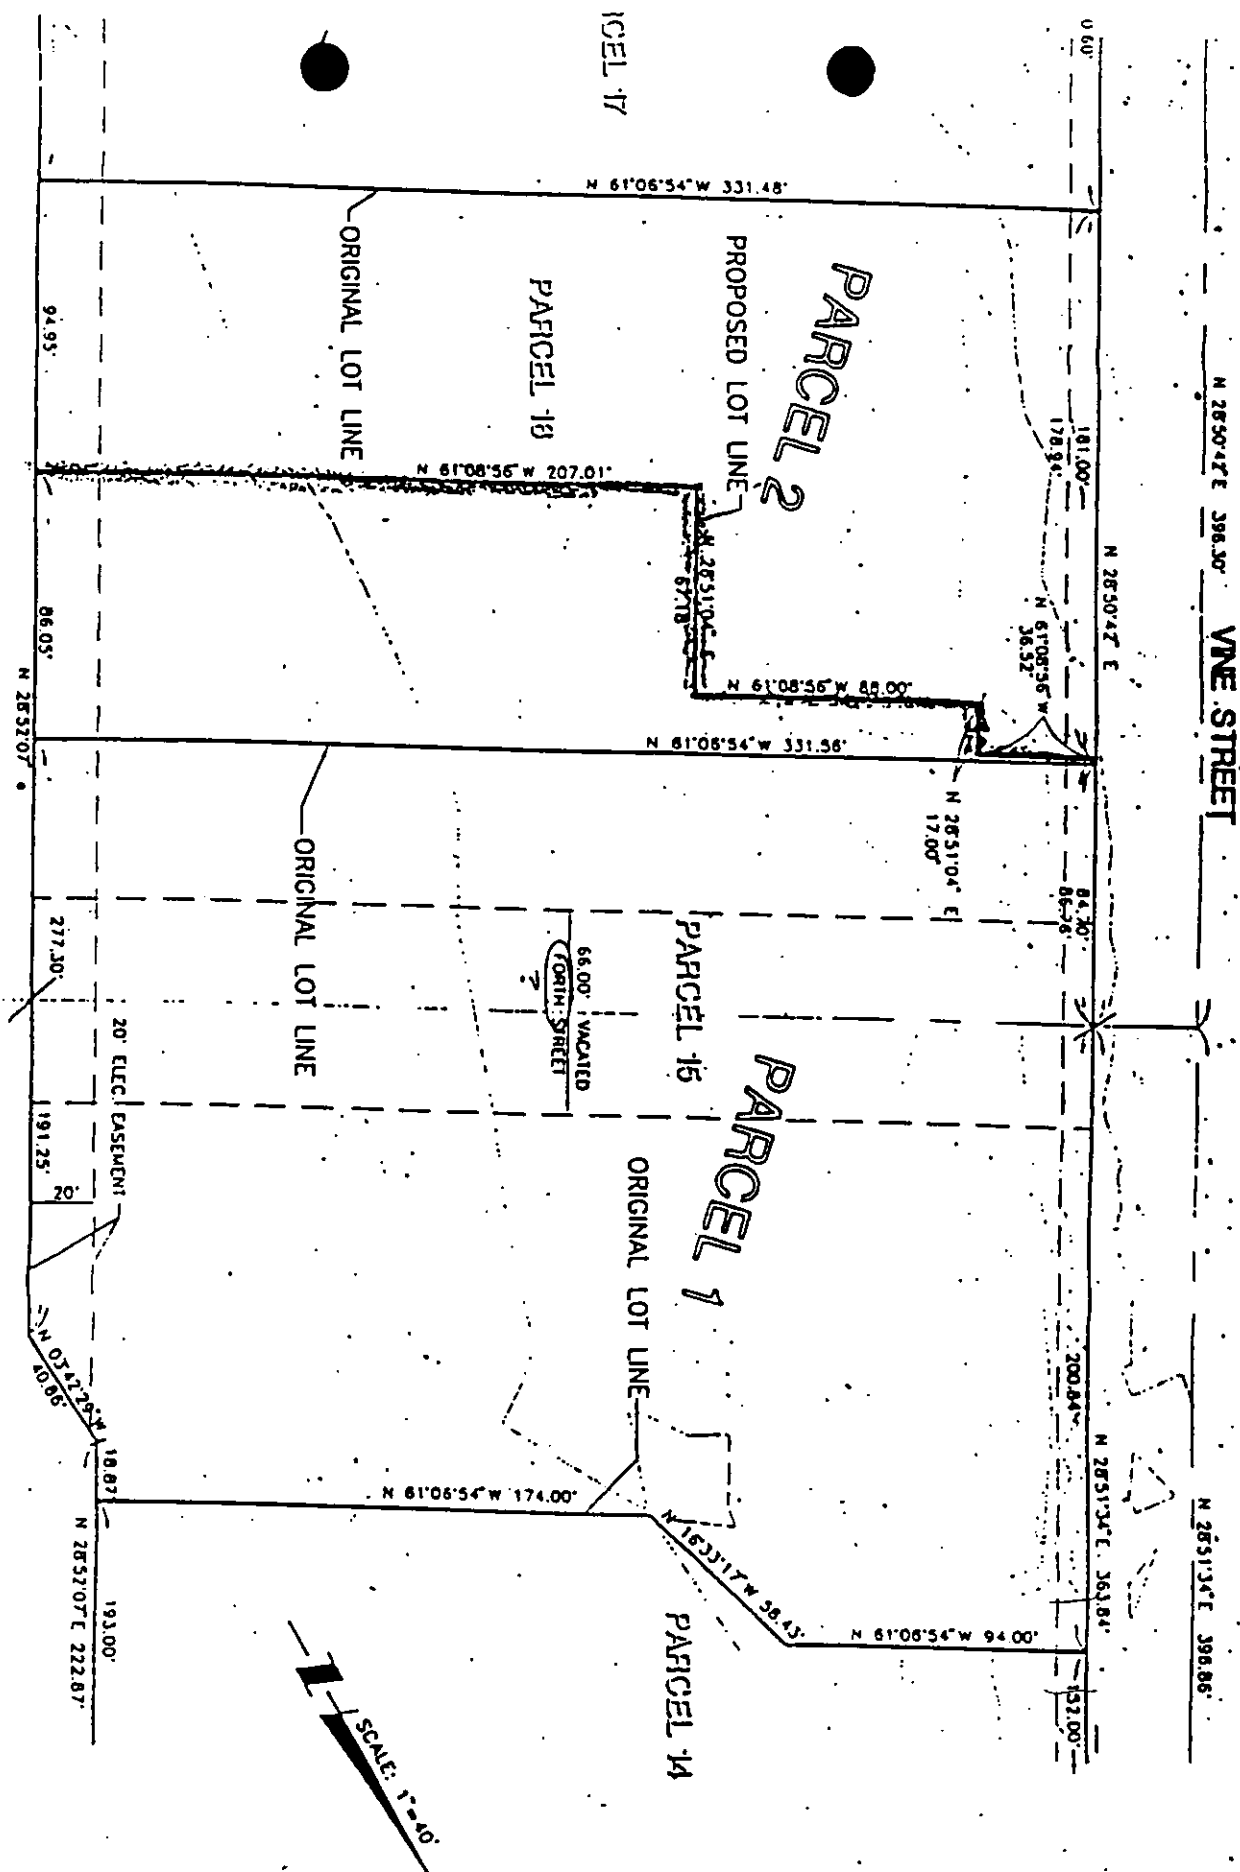 VINE STREET
N 28°50'42" E 396.30'
N 28°51'34" E 396.86'
N 28°50'42" E
181.00'
178.94'
N 61°08'56" W
36.52'
84.70'
86.76'
200.84'
N 28°51'34" E 363.84'
152.00'
PARCEL 2
PROPOSED LOT LINE
PARCEL
ORIGINAL LOT LINE
N 61°06'54" W 331.48'
N 61°08'56" W 207.01'
N 28°51'04" E
67.18
N 61°08'56" W 88.00'
N 28°51'04" E
17.00'
N 61°06'54" W 331.56'
PARCEL 15
PARCEL 1
66.00' VACATED
FORTH STREET
?
ORIGINAL LOT LINE
ORIGINAL LOT LINE
PARCEL 14
N 61°06'54" W 174.00'
N 16°33'17" W 58.43'
N 61°06'54" W 94.00'
94.95'
86.05'
N 28°52'07"
277.30'
191.25'
20' ELEC. EASEMENT
20'
N 03°42'29" W
40.86'
18.87'
193.00'
N 28°52'07" E 222.87'
SCALE: 1"=40'